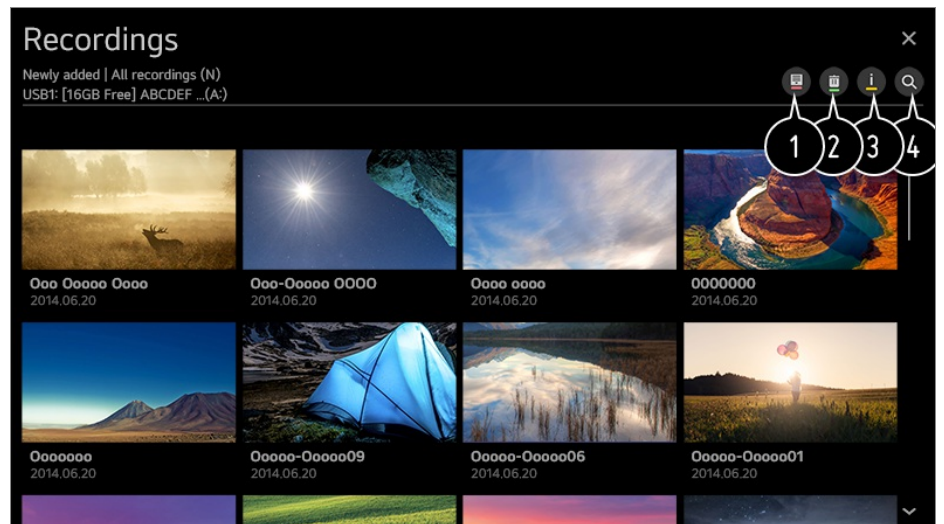 Recordings
Newly added | All recordings (N)
USB1: [16GB Free] ABCDEF ...(A:)
1 2 3 4
Ooo Ooooo Oooo
2014.06.20
Ooo-Ooooo OOOO
2014.06.20
Oooo oooo
2014.06.20
OOOOOOO
2014.06.20
Ooooooo
2014.06.20
Ooooo-Ooooo09
2014.06.20
Ooooo-Ooooo06
2014.06.20
Ooooo-Ooooo01
2014.06.20